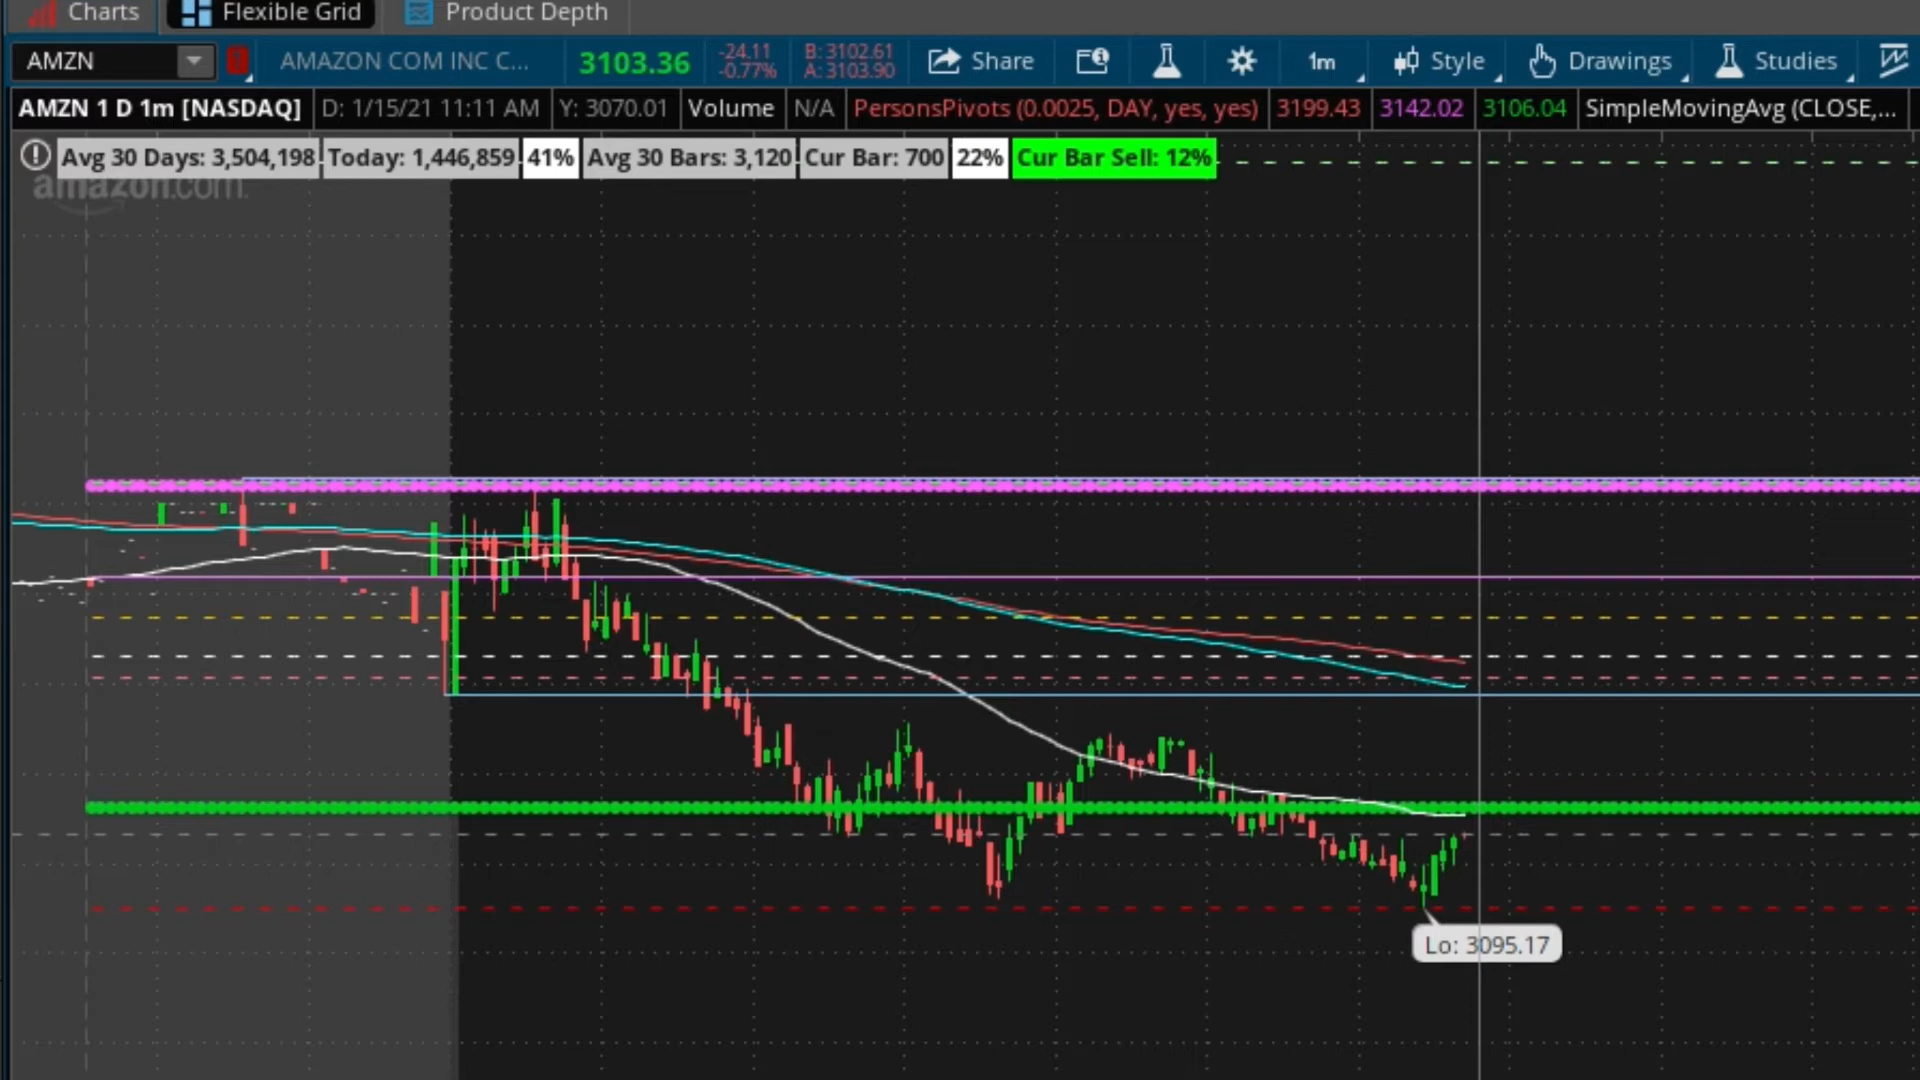 Charts Flexible Grid Product Depth
AMZN AMAZON COM INC C... 3103.36 -24.11 -0.77% B: 3102.61 A: 3103.90 Share 1m Style Drawings Studies
AMZN 1 D 1m [NASDAQ] D: 1/15/21 11:11 AM Y: 3070.01 Volume N/A PersonsPivots (0.0025, DAY, yes, yes) 3199.43 3142.02 3106.04 SimpleMovingAvg (CLOSE,...
Avg 30 Days: 3,504,198 Today: 1,446,859 41% Avg 30 Bars: 3,120 Cur Bar: 700 22% Cur Bar Sell: 12%
amazon.com
Lo: 3095.17